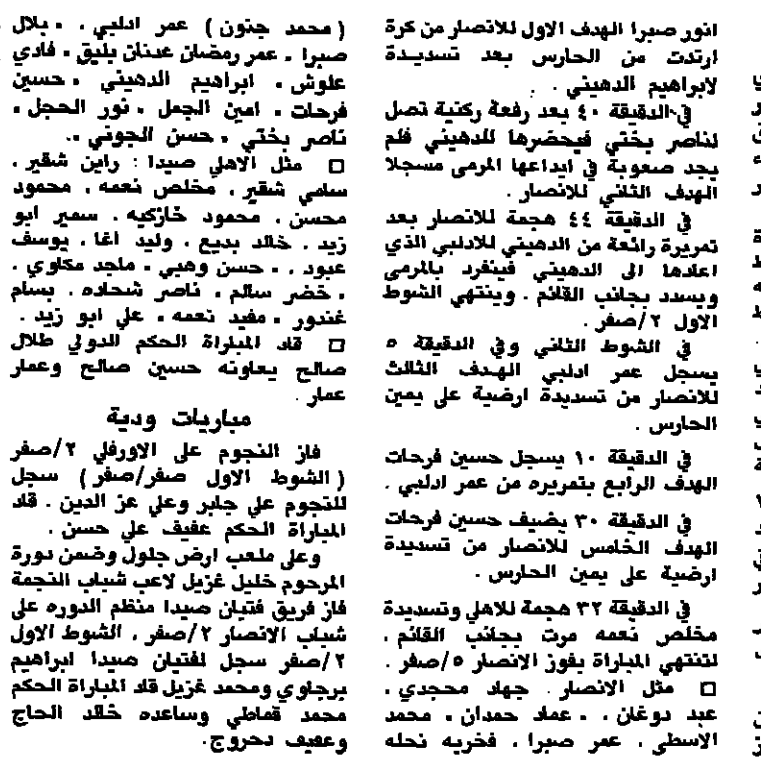 انور صبرا الهدف الاول للانصار من كرة
ارتدت من الحارس بعد تسديدة
لابراهيم الدهيني .
في الدقيقة ٤٠ بعد رفعة ركنية تصل
لناصر بختي فيحضرها للدهيني فلم
يجد صعوبة في ايداعها المرمى مسجلا
الهدف الثاني للانصار .
في الدقيقة ٤٤ هجمة للانصار بعد
تمريرة رائعة من الدهيني للادلبي الذي
اعادها الى الدهيني فينفرد بالمرمى
ويسدد بجانب القائم . وينتهي الشوط
الاول ٢/صفر .
في الشوط الثاني وفي الدقيقة ٥
يسجل عمر ادلبي الهدف الثالث
للانصار من تسديدة ارضية على يمين
الحارس .
في الدقيقة ١٠ يسجل حسين فرحات
الهدف الرابع بتمريره من عمر ادلبي .
في الدقيقة ٣٠ يضيف حسين فرحات
الهدف الخامس للانصار من تسديدة
ارضية على يمين الحارس .
في الدقيقة ٣٢ هجمة للاهلي وتسديدة
مخلص نعمه مرت بجانب القائم .
لتنتهي المباراة بفوز الانصار ٥/صفر .
□ مثل الانصار . جهاد محجدي .
عبد دوغان . . عماد حمدان . محمد
الاسطى . عمر صبرا . فخريه نحله
( محمد جنون ) عمر ادلبي . . بلال
صبرا . عمر رمضان عدنان بليق . فادي
علوش . ابراهيم الدهيني . حسين
فرحات . امين الجمل . نور الحجل .
ناصر بختي . حسن الجوني ..
□ مثل الاهلي صيدا : راين شقير .
سامي شقير . مخلص نعمه . محمود
محسن . محمود خازكيه . سمير ابو
زيد . خالد بديع . وليد اغا . يوسف
عبود . . حسن وهبي . ماجد مكاوي .
. خضر سالم . ناصر شحاده . بسام
غندور . مفيد نعمه . علي ابو زيد .
□ قاد المباراة الحكم الدولي طلال
صالح يعاونه حسين صالح وعمار
عمار .
مباريات ودية
فاز النجوم على الاورفلي ٢/صفر
( الشوط الاول صفر/صفر ) سجل
للنجوم علي جابر وعلي عز الدين . قاد
المباراة الحكم عفيف علي حسن .
وعلى ملعب ارض جلول وضمن دورة
المرحوم خليل غزيل لاعب شباب النجمة
فاز فريق فتيان صيدا منظم الدوره على
شباب الانصار ٢/صفر . الشوط الاول
٢/صفر سجل لفتيان صيدا ابراهيم
برجاوي ومحمد غزيل قاد المباراة الحكم
محمد قماطي وساعده خالد الحاج
وعفيف دحروج.